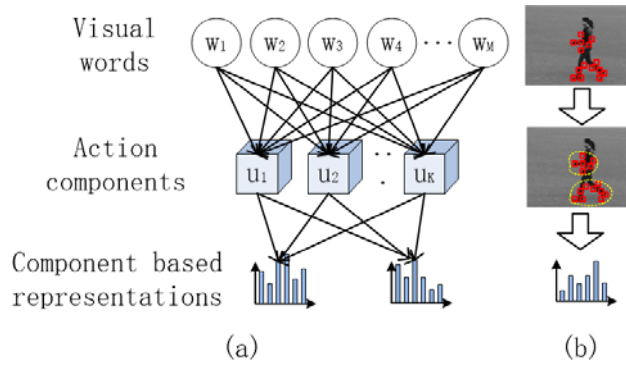 Visual words
w1 w2 w3 w4 ... wM
Action components
u1 u2 ... uK
Component based representations
(a) (b)